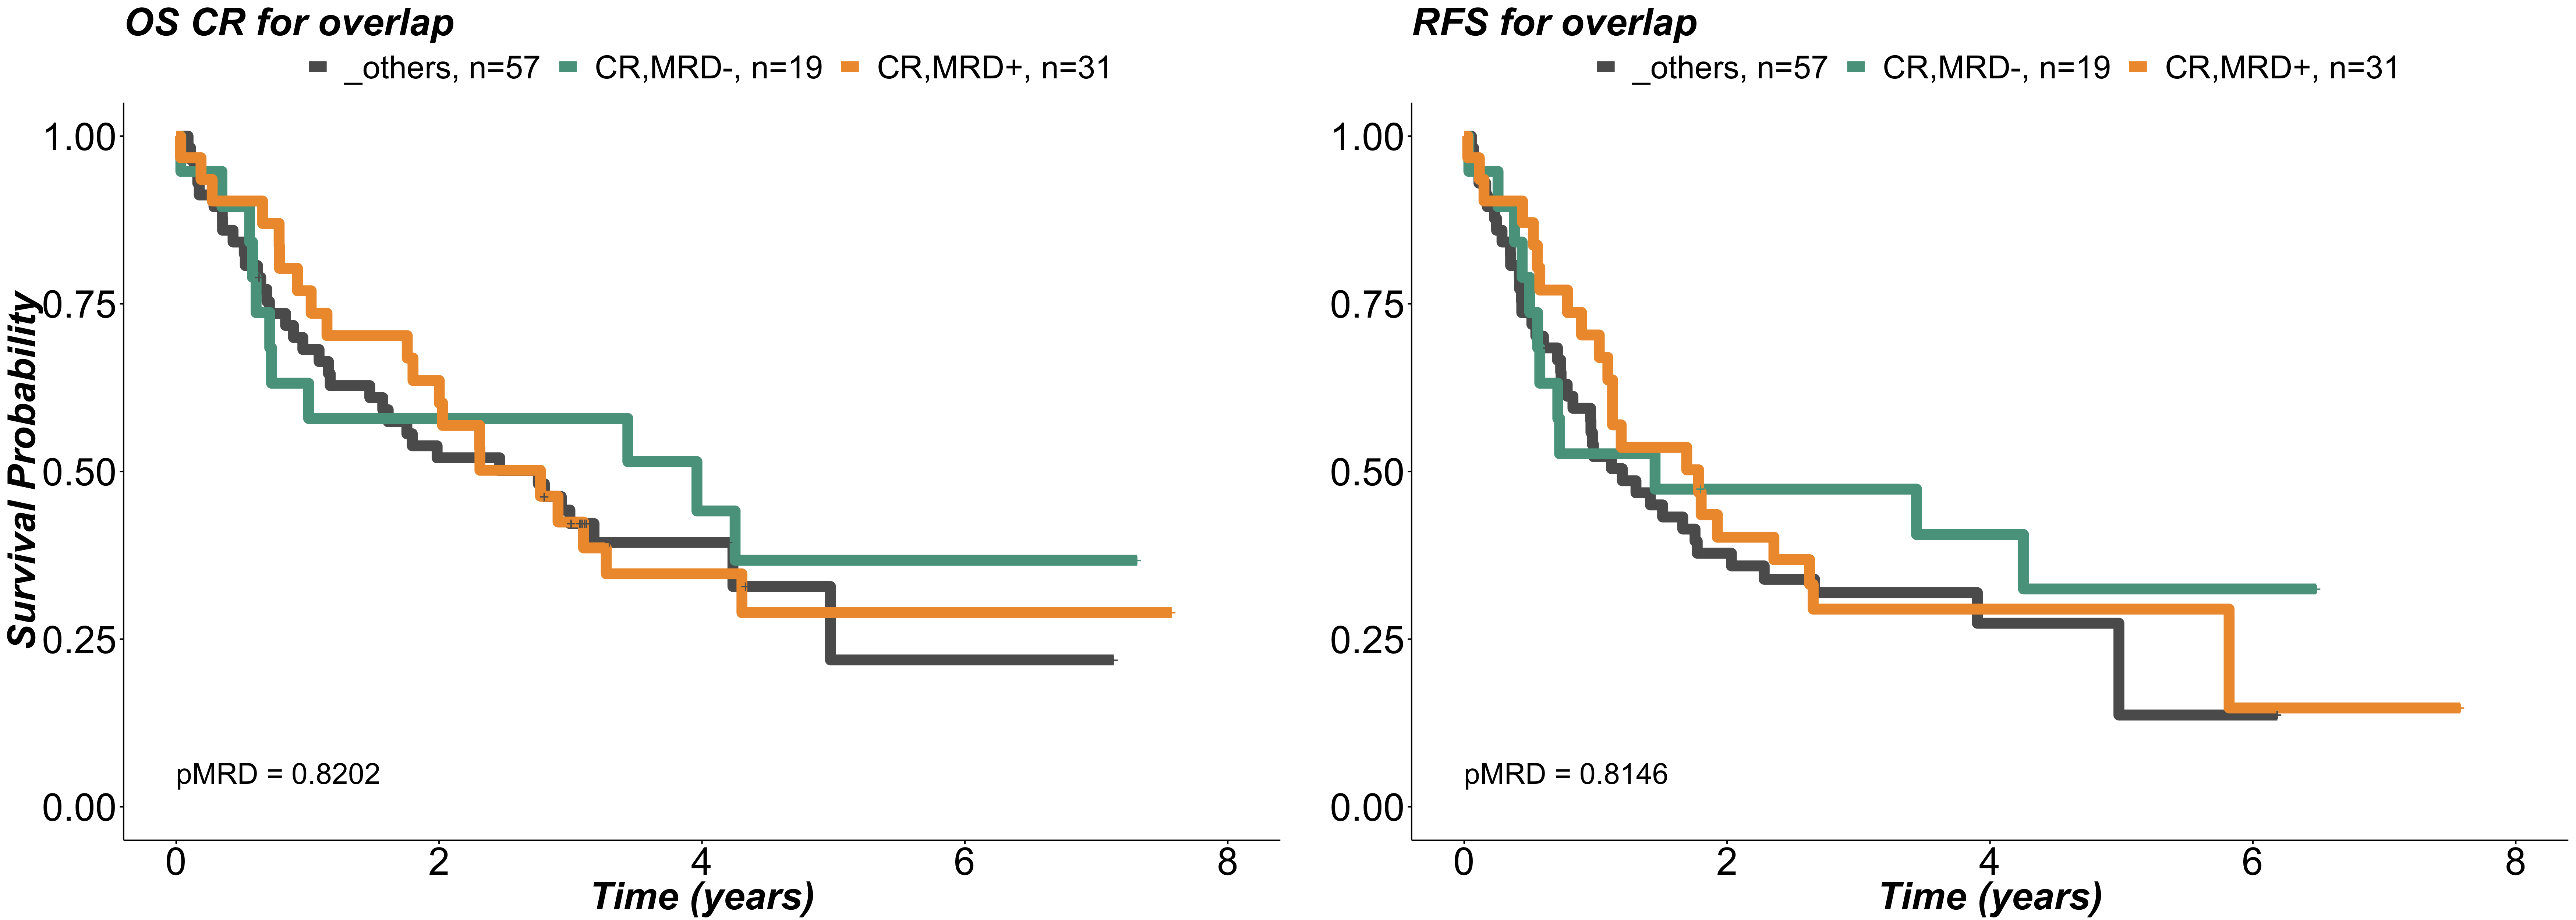 OS CR for overlap
_others, n=57 CR,MRD-, n=19 CR,MRD+, n=31
Survival Probability
1.00
0.75
0.50
0.25
0.00
pMRD = 0.8202
0 2 4 6 8
Time (years)
RFS for overlap
_others, n=57 CR,MRD-, n=19 CR,MRD+, n=31
1.00
0.75
0.50
0.25
0.00
pMRD = 0.8146
0 2 4 6 8
Time (years)